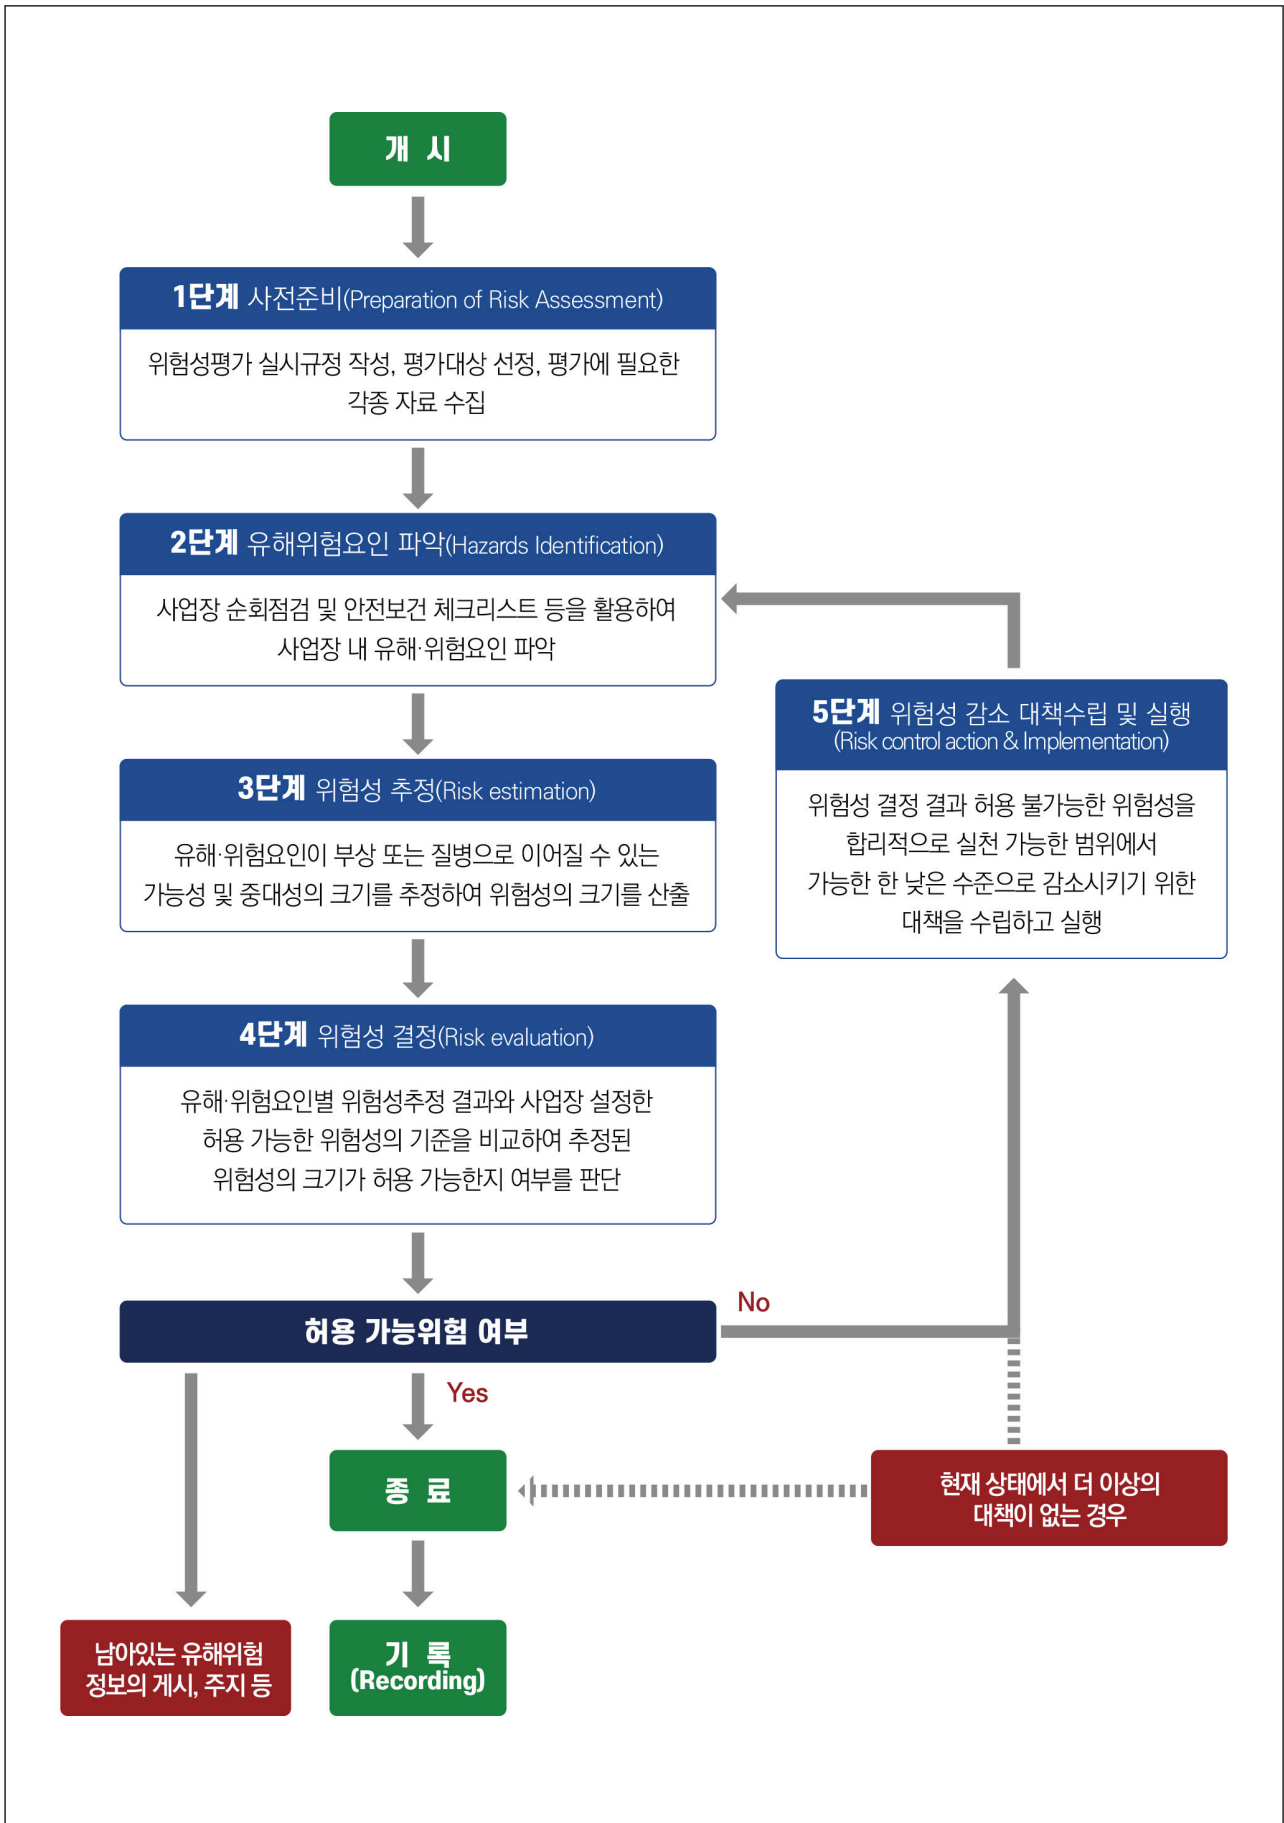 개 시
1단계 사전준비(Preparation of Risk Assessment)
위험성평가 실시규정 작성, 평가대상 선정, 평가에 필요한
각종 자료 수집
2단계 유해위험요인 파악(Hazards Identification)
사업장 순회점검 및 안전보건 체크리스트 등을 활용하여
사업장 내 유해·위험요인 파악
3단계 위험성 추정(Risk estimation)
유해·위험요인이 부상 또는 질병으로 이어질 수 있는
가능성 및 중대성의 크기를 추정하여 위험성의 크기를 산출
4단계 위험성 결정(Risk evaluation)
유해·위험요인별 위험성추정 결과와 사업장 설정한
허용 가능한 위험성의 기준을 비교하여 추정된
위험성의 크기가 허용 가능한지 여부를 판단
5단계 위험성 감소 대책수립 및 실행
(Risk control action & Implementation)
위험성 결정 결과 허용 불가능한 위험성을
합리적으로 실천 가능한 범위에서
가능한 한 낮은 수준으로 감소시키기 위한
대책을 수립하고 실행
허용 가능위험 여부
No
Yes
종 료
현재 상태에서 더 이상의
대책이 없는 경우
남아있는 유해위험
정보의 게시, 주지 등
기 록
(Recording)